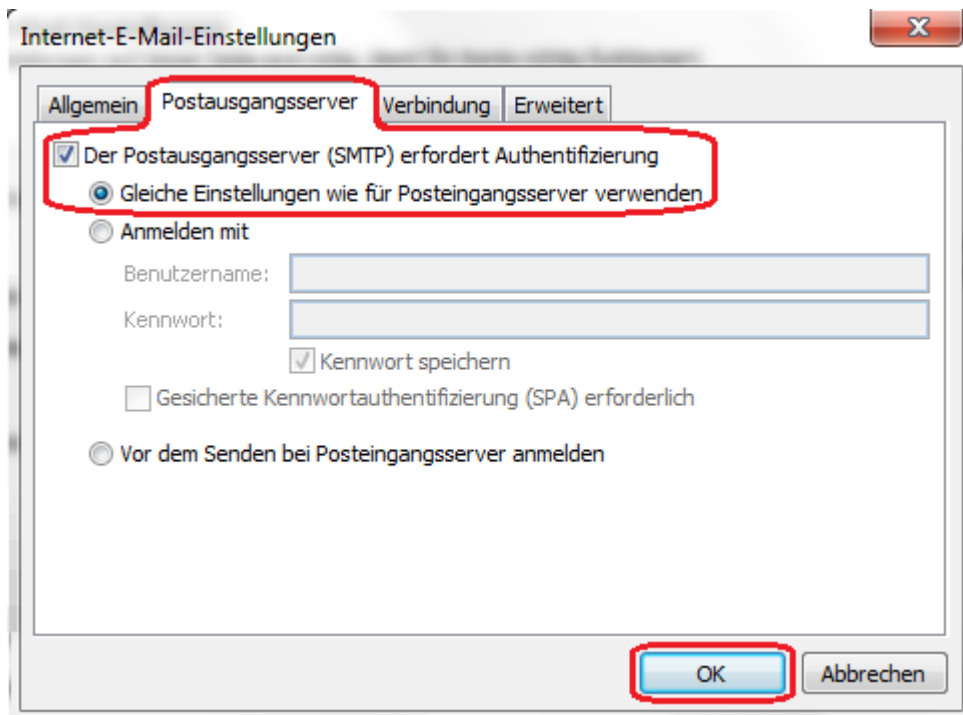 Internet-E-Mail-Einstellungen
Allgemein Postausgangsserver Verbindung Erweitert
Der Postausgangsserver (SMTP) erfordert Authentifizierung
Gleiche Einstellungen wie für Posteingangsserver verwenden
Anmelden mit
Benutzername:
Kennwort:
Kennwort speichern
Gesicherte Kennwortauthentifizierung (SPA) erforderlich
Vor dem Senden bei Posteingangsserver anmelden
OK Abbrechen